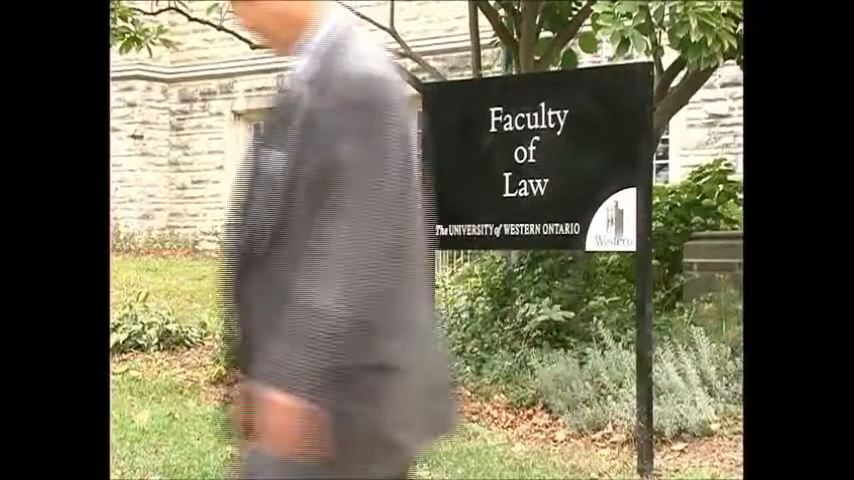 Faculty
of
Law
The UNIVERSITY of WESTERN ONTARIO
Western